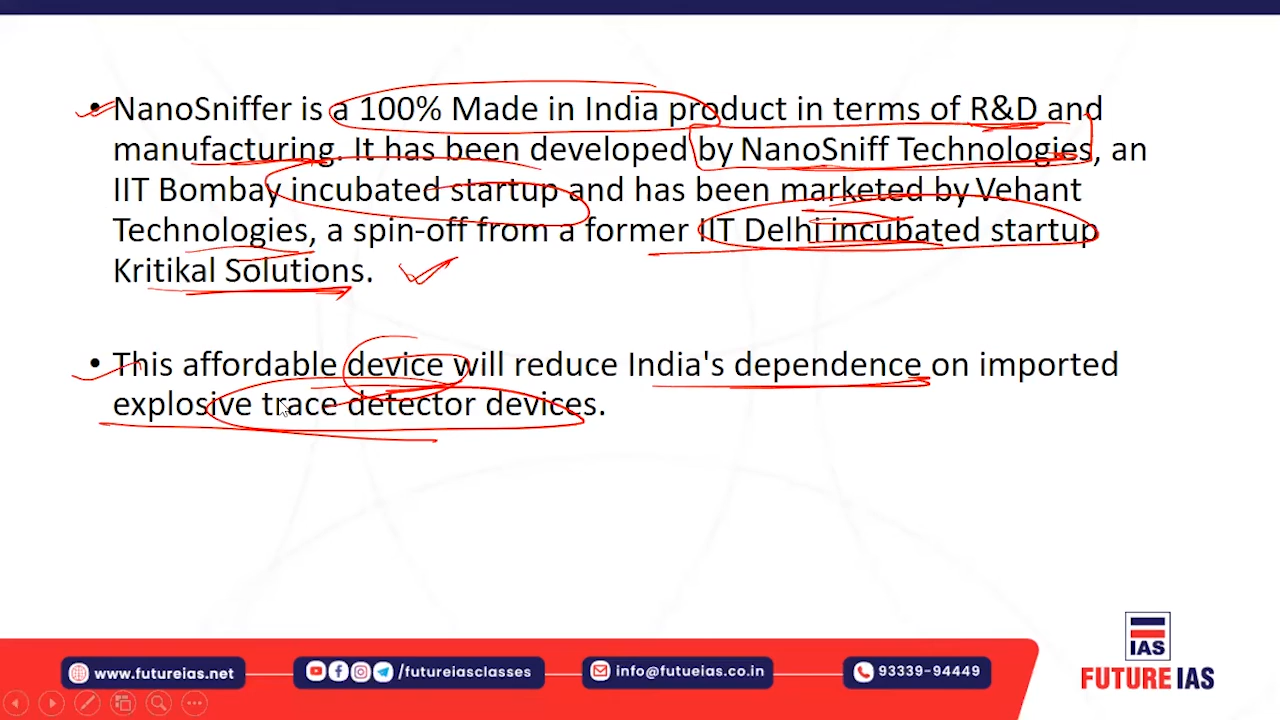 • NanoSniffer is a 100% Made in India product in terms of R&D and
manufacturing. It has been developed by NanoSniff Technologies, an
IIT Bombay incubated startup and has been marketed by Vehant
Technologies, a spin-off from a former IIT Delhi incubated startup
Kritikal Solutions.
• This affordable device will reduce India's dependence on imported
explosive trace detector devices.
IAS
www.futureias.net
/futureiasclasses
info@futueias.co.in
93339-94449
FUTURE IAS